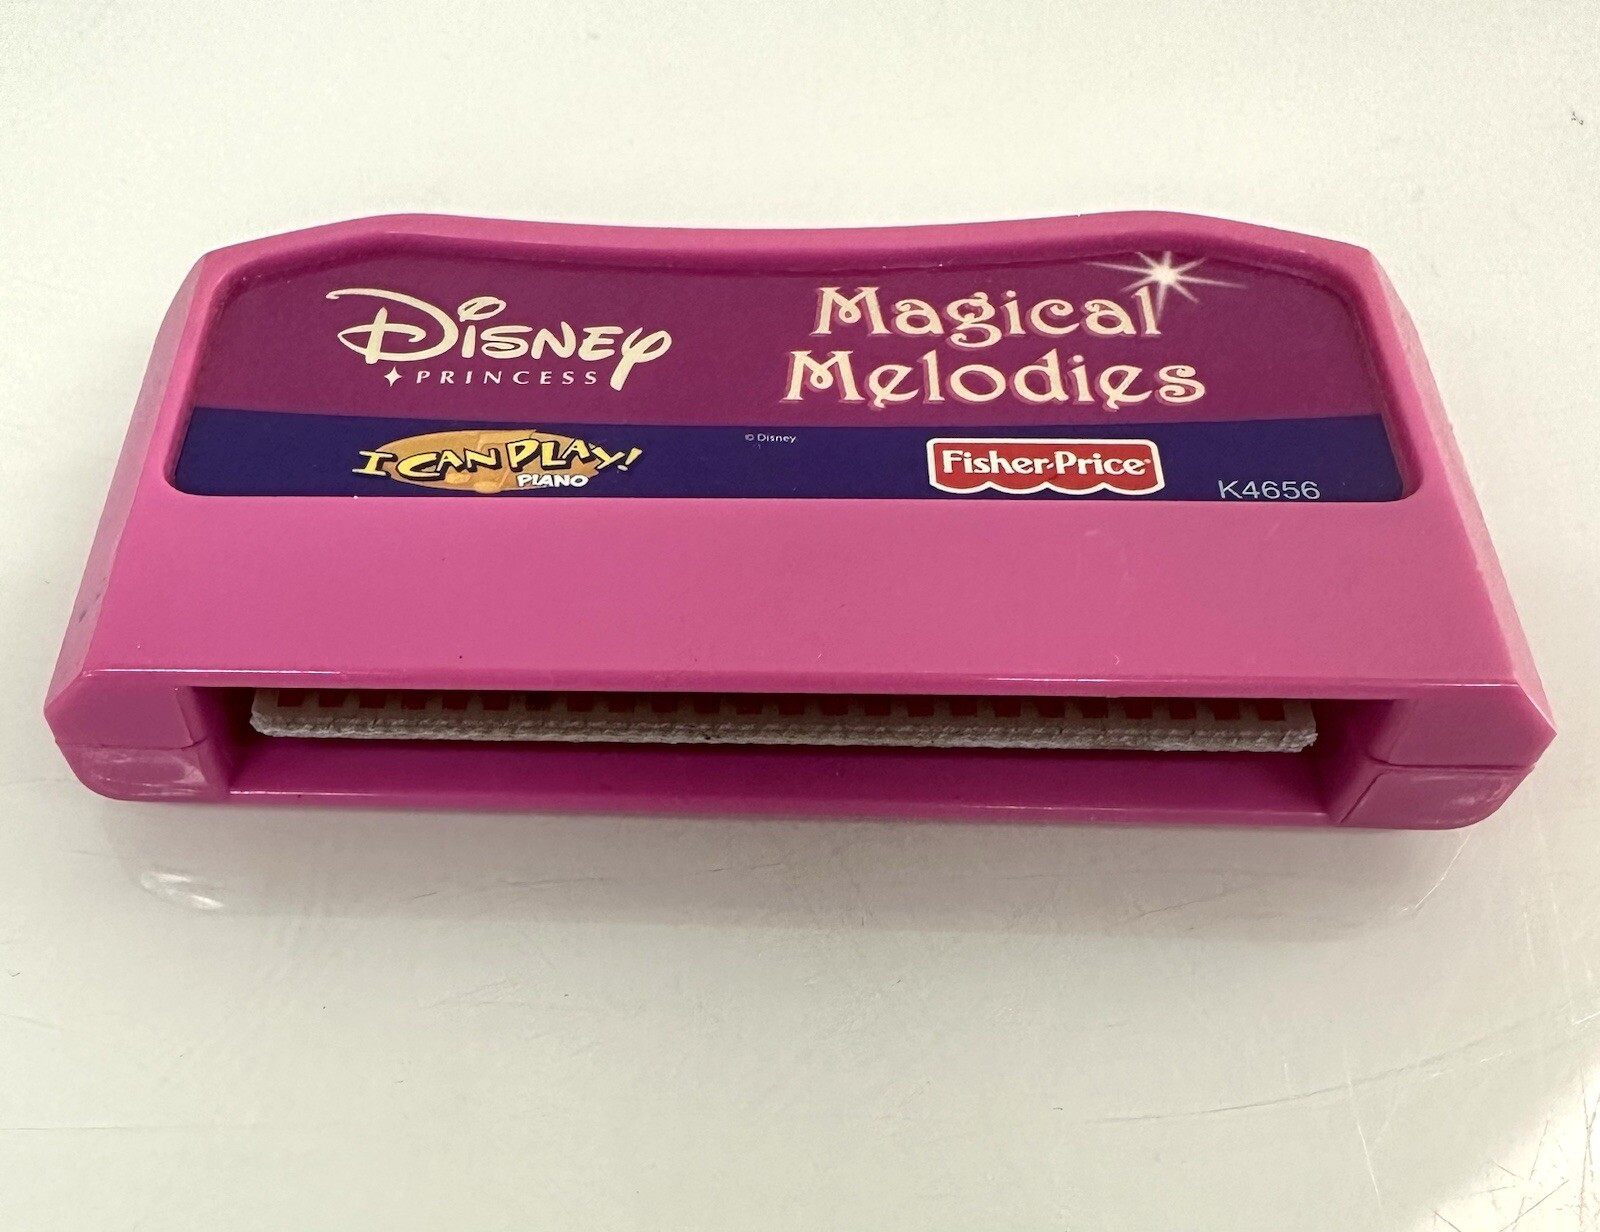 Disney
PRINCESS
Magical
Melodies
I CAN PLAY!
PIANO
© Disney
Fisher-Price
K4656